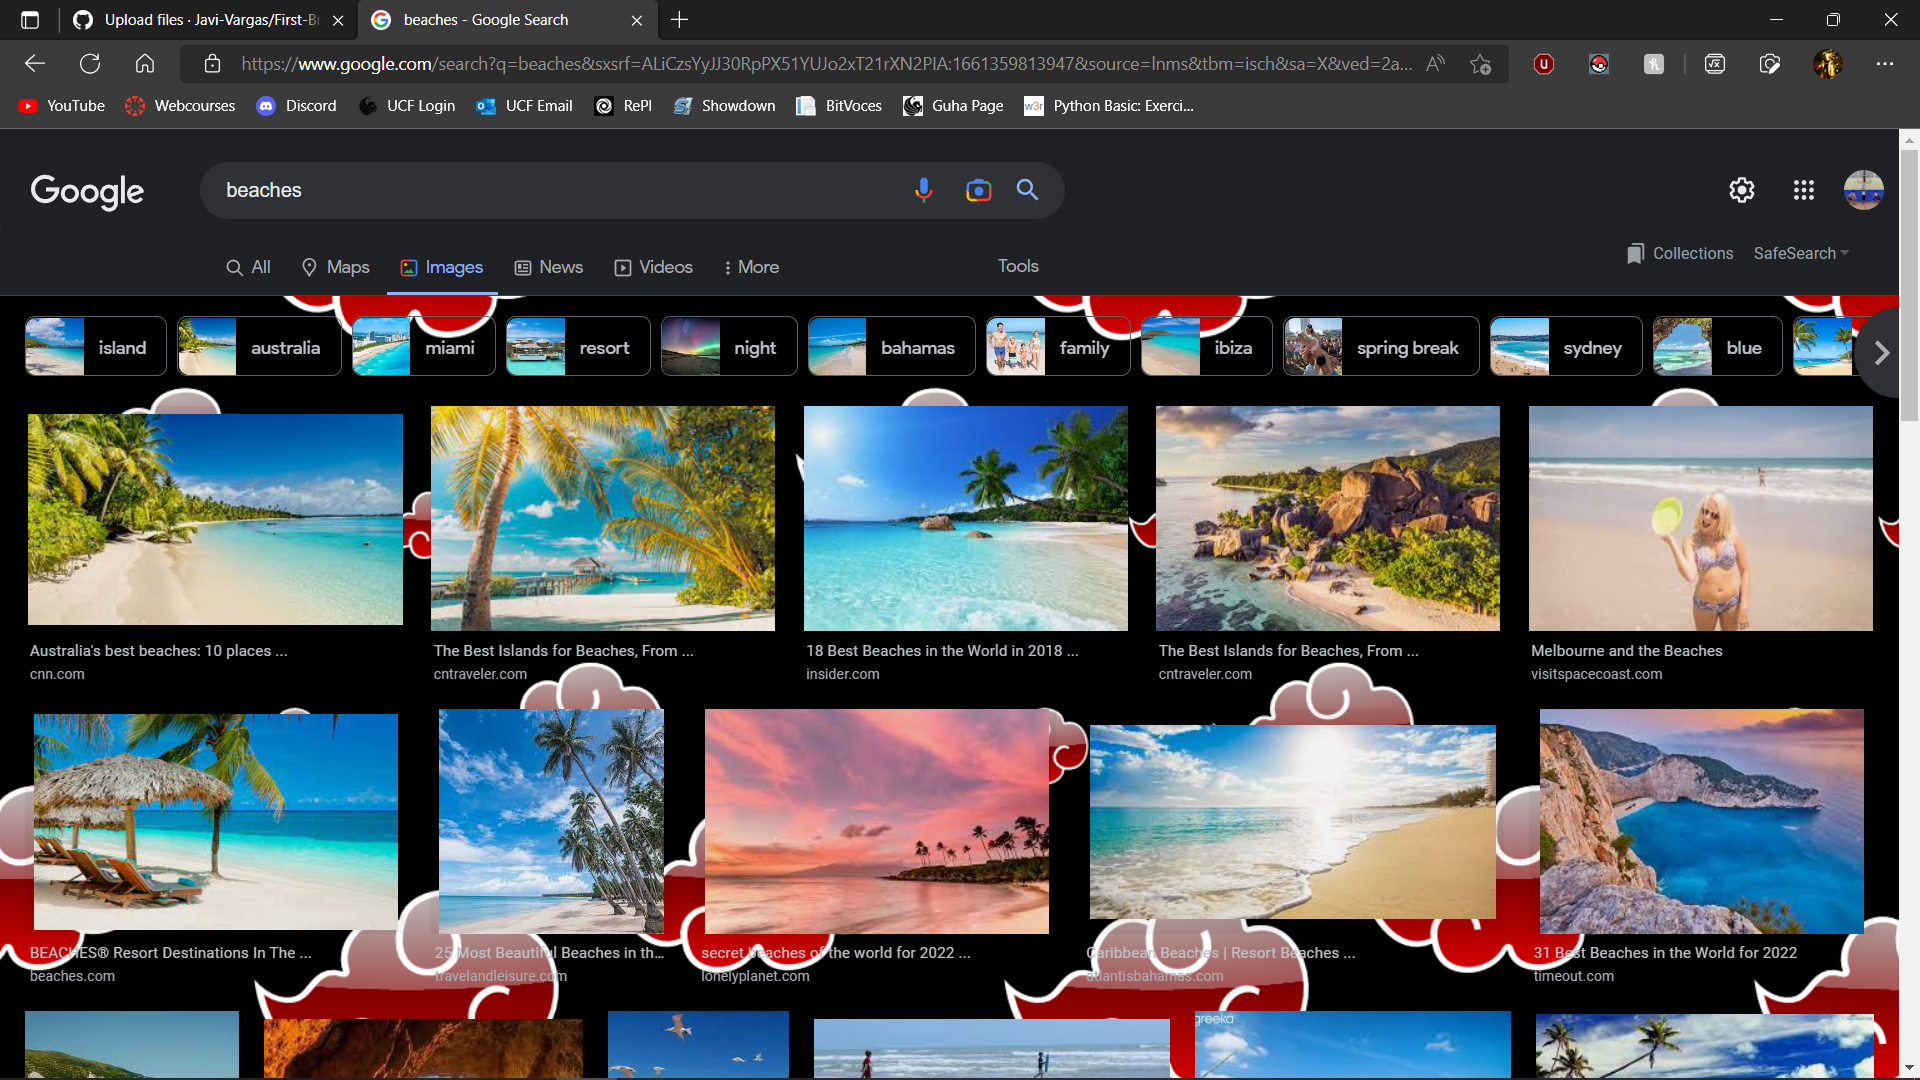 Upload files · Javi-Vargas/First-Br
beaches - Google Search
https://www.google.com/search?q=beaches&sxsrf=ALiCzsYyJJ30RpPX51YUJo2xT21rXN2PIA:1661359813947&source=lnms&tbm=isch&sa=X&ved=2a...
YouTube
Webcourses
Discord
UCF Login
UCF Email
RePl
Showdown
BitVoces
Guha Page
Python Basic: Exerci...
Google
beaches
All
Maps
Images
News
Videos
More
Tools
Collections
SafeSearch
island
australia
miami
resort
night
bahamas
family
ibiza
spring break
sydney
blue
Australia's best beaches: 10 places ...
cnn.com
The Best Islands for Beaches, From ...
cntraveler.com
18 Best Beaches in the World in 2018 ...
insider.com
The Best Islands for Beaches, From ...
cntraveler.com
Melbourne and the Beaches
visitspacecoast.com
BEACHES® Resort Destinations In The ...
beaches.com
25 Most Beautiful Beaches in th...
travelandleisure.com
secret beaches of the world for 2022 ...
lonelyplanet.com
Caribbean Beaches | Resort Beaches ...
atlantisbahamas.com
31 Best Beaches in the World for 2022
timeout.com
greeka